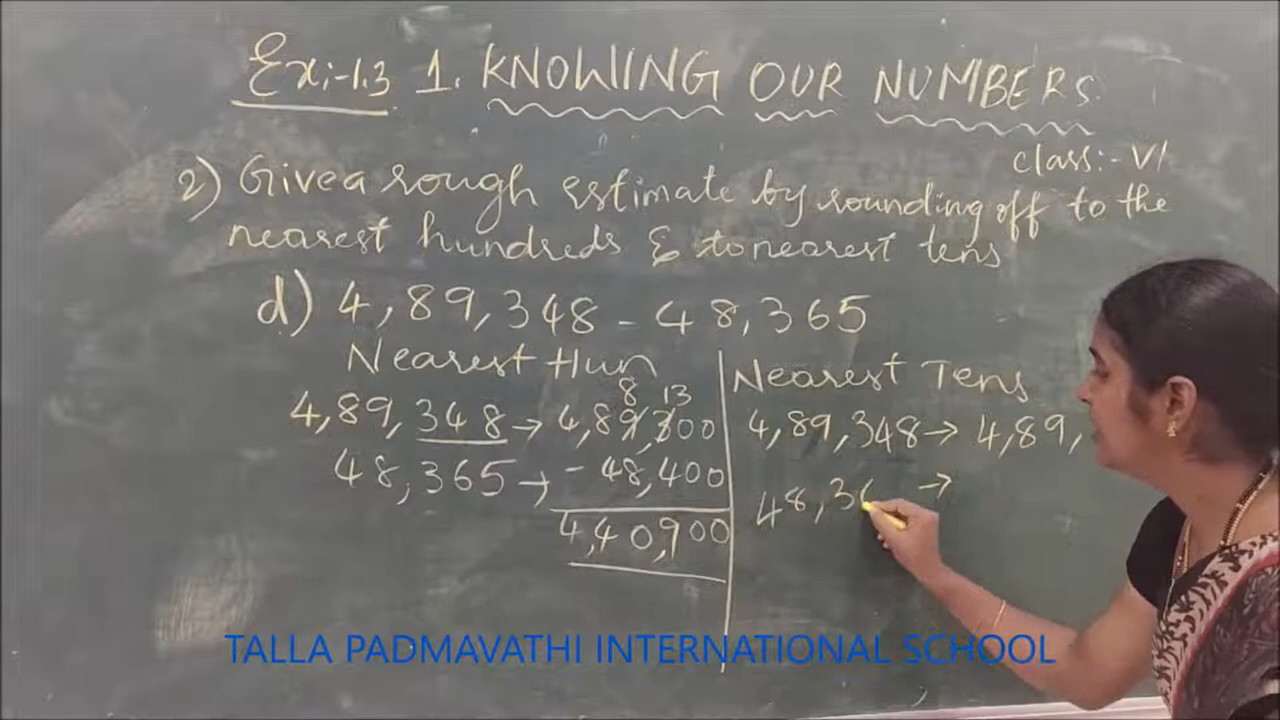 Ex:-1.3 1. KNOWING OUR NUMBERS
class:- VI
2) Give a rough estimate by rounding off to the
nearest hundreds & to nearest tens
d) 4,89,348 - 48,365
Nearest Hun
8 13
4,89,348 → 4,89,300
48,365 → - 48,400
4,40,900
Nearest Tens
4,89,348 → 4,89,
48,36 →
TALLA PADMAVATHI INTERNATIONAL SCHOOL